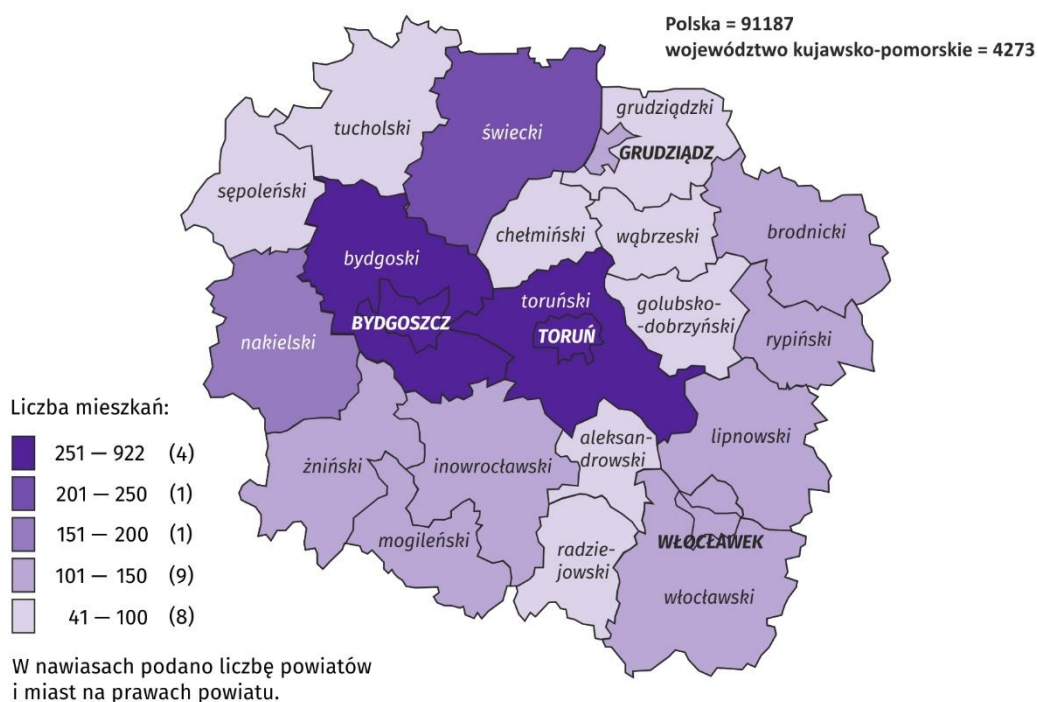 Polska = 91187
województwo kujawsko-pomorskie = 4273
grudziądzki
tucholski
świecki
GRUDZIĄDZ
sępoleński
chełmiński
wąbrzeski
brodnicki
bydgoski
toruński
golubsko-
-dobrzyński
BYDGOSZCZ
TORUŃ
nakielski
rypiński
Liczba mieszkań:
251 — 922 (4)
201 — 250 (1)
151 — 200 (1)
101 — 150 (9)
41 — 100 (8)
aleksan-
drowski
lipnowski
żniński
inowrocławski
mogileński
radzie-
jowski
WŁOCŁAWEK
włocławski
W nawiasach podano liczbę powiatów
i miast na prawach powiatu.